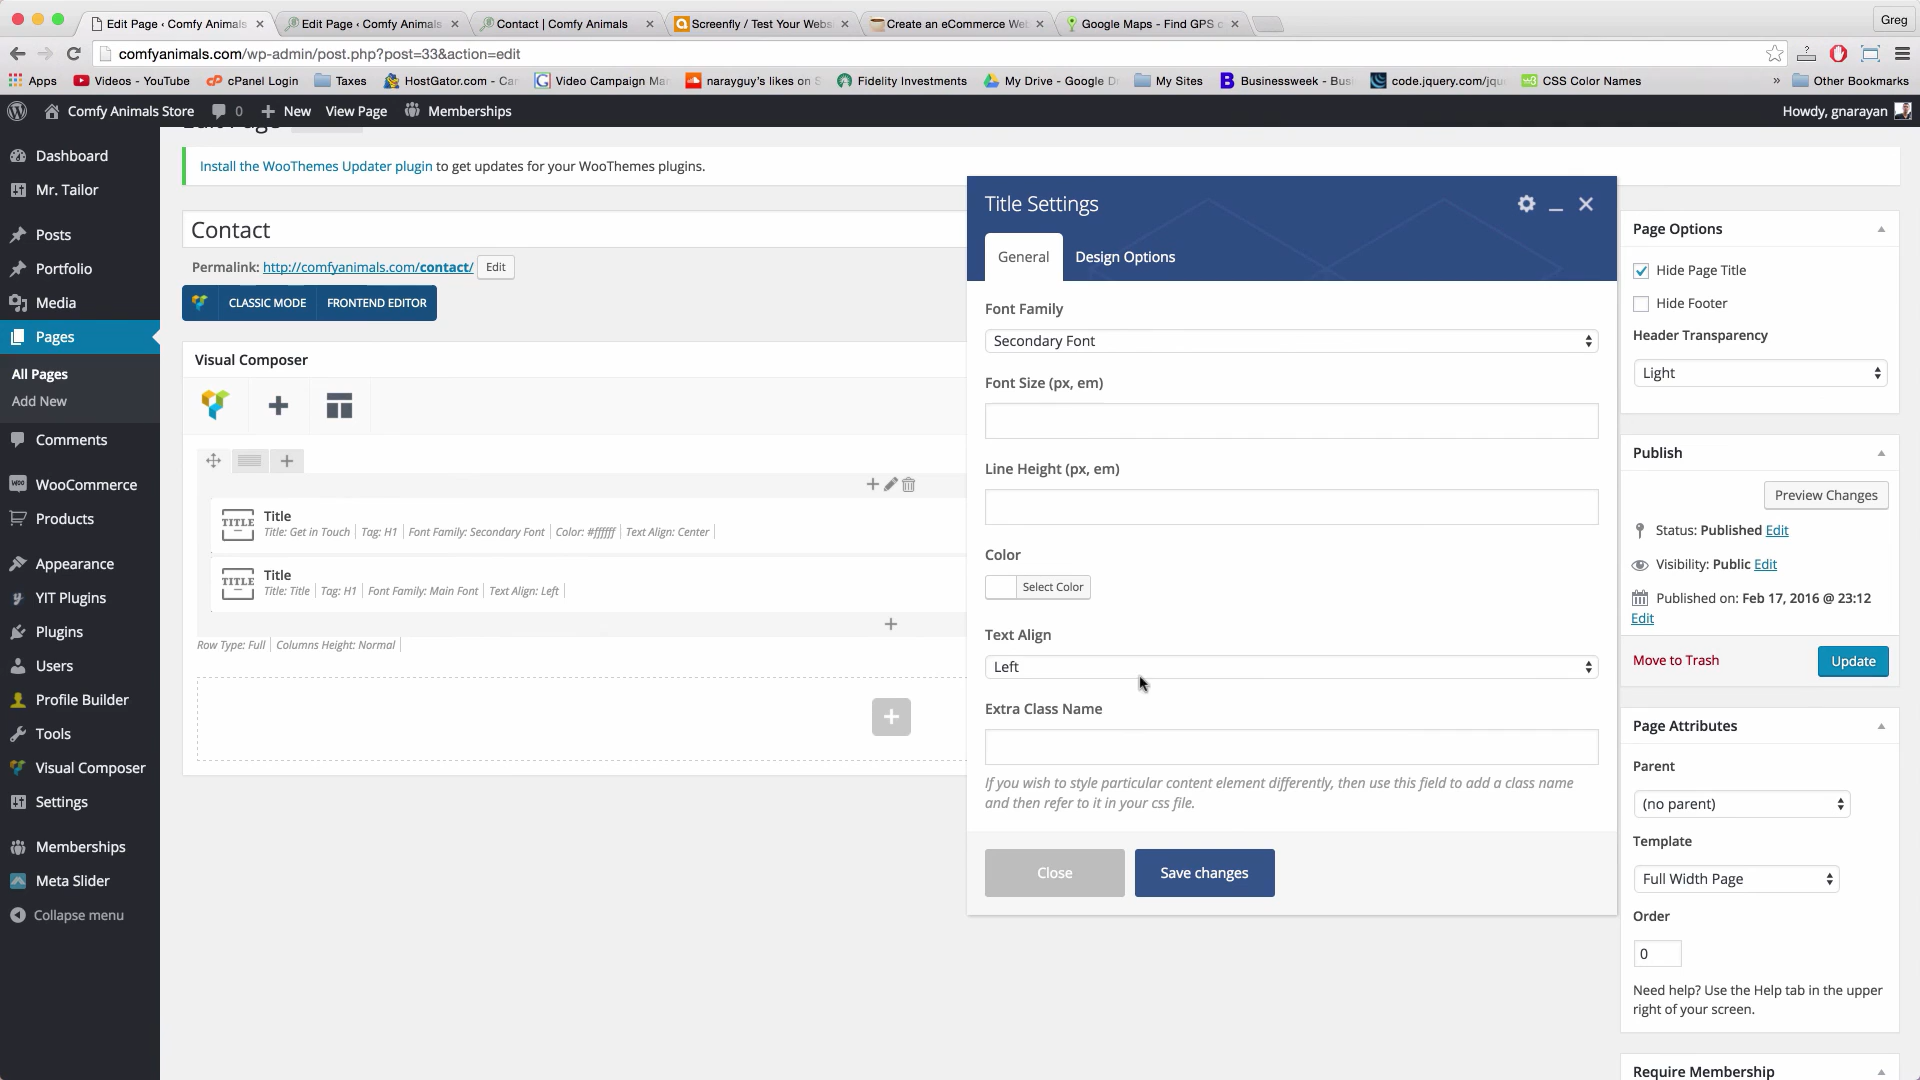 Edit Page ‹ Comfy Animals
Edit Page ‹ Comfy Animals
Contact | Comfy Animals
Screenfly / Test Your Webs
Create an eCommerce We
Google Maps - Find GPS c
Greg
comfyanimals.com/wp-admin/post.php?post=33&action=edit
Apps
Videos - YouTube
cPanel Login
Taxes
HostGator.com - Car
Video Campaign Mar
narayguy's likes on S
Fidelity Investments
My Drive - Google D
My Sites
Businessweek - Busi
code.jquery.com/jqu
CSS Color Names
»
Other Bookmarks
Comfy Animals Store
0
New
View Page
Memberships
Howdy, gnarayan
Dashboard
Mr. Tailor
Posts
Portfolio
Media
Pages
All Pages
Add New
Comments
WooCommerce
Products
Appearance
YIT Plugins
Plugins
Users
Profile Builder
Tools
Visual Composer
Settings
Memberships
Meta Slider
Collapse menu
Edit Page
Install the WooThemes Updater plugin to get updates for your WooThemes plugins.
Contact
Permalink: http://comfyanimals.com/contact/ Edit
CLASSIC MODE
FRONTEND EDITOR
Visual Composer
TITLE
Title
Title: Get in Touch | Tag: H1 | Font Family: Secondary Font | Color: #ffffff | Text Align: Center
TITLE
Title
Title: Title | Tag: H1 | Font Family: Main Font | Text Align: Left
Row Type: Full | Columns Height: Normal
Title Settings
General
Design Options
Font Family
Secondary Font
Font Size (px, em)
Line Height (px, em)
Color
Select Color
Text Align
Left
Extra Class Name
If you wish to style particular content element differently, then use this field to add a class name
and then refer to it in your css file.
Close
Save changes
Page Options
Hide Page Title
Hide Footer
Header Transparency
Light
Publish
Preview Changes
Status: Published Edit
Visibility: Public Edit
Published on: Feb 17, 2016 @ 23:12
Edit
Move to Trash
Update
Page Attributes
Parent
(no parent)
Template
Full Width Page
Order
0
Need help? Use the Help tab in the upper
right of your screen.
Require Membership